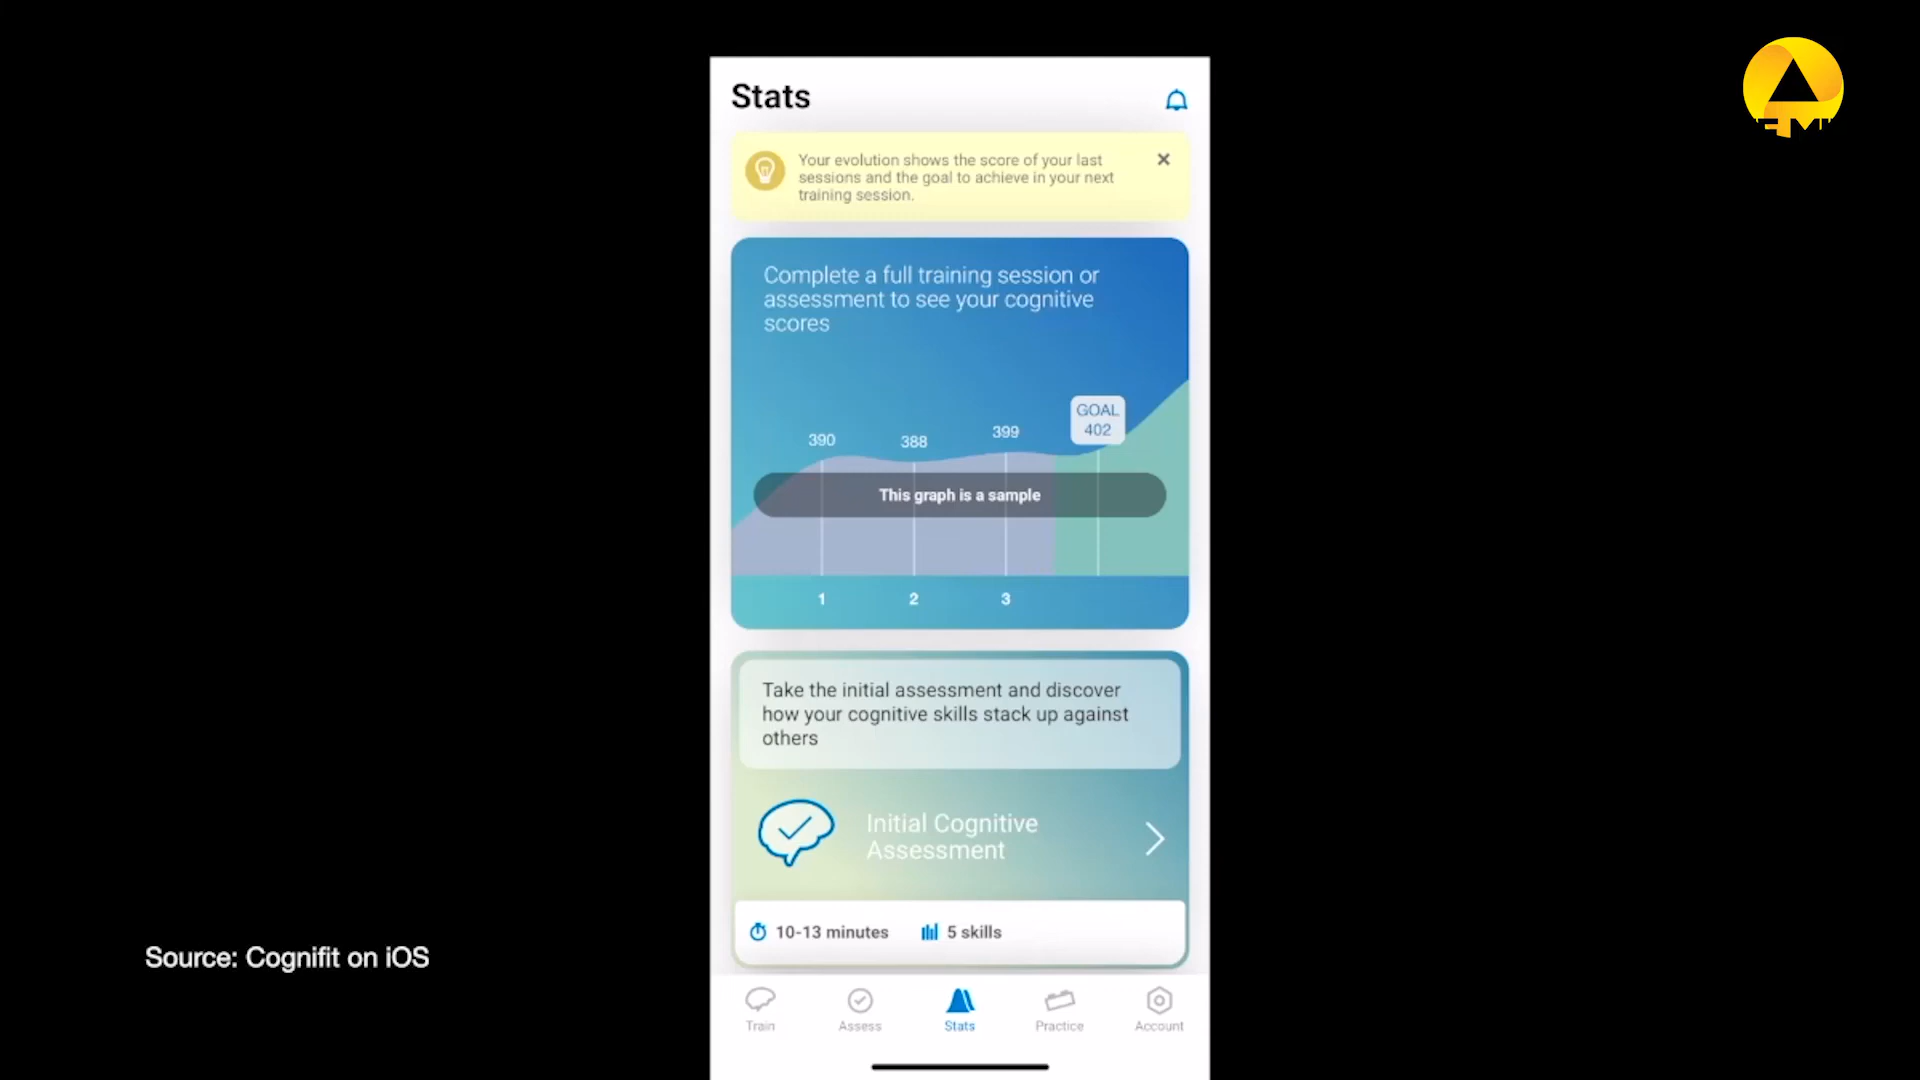 Stats
Your evolution shows the score of your last
sessions and the goal to achieve in your next
training session.
Complete a full training session or
assessment to see your cognitive
scores
GOAL
402
390
388
399
This graph is a sample
1
2
3
Take the initial assessment and discover
how your cognitive skills stack up against
others
Initial Cognitive
Assessment
10-13 minutes
5 skills
Source: Cognifit on iOS
Train
Assess
Stats
Practice
Account